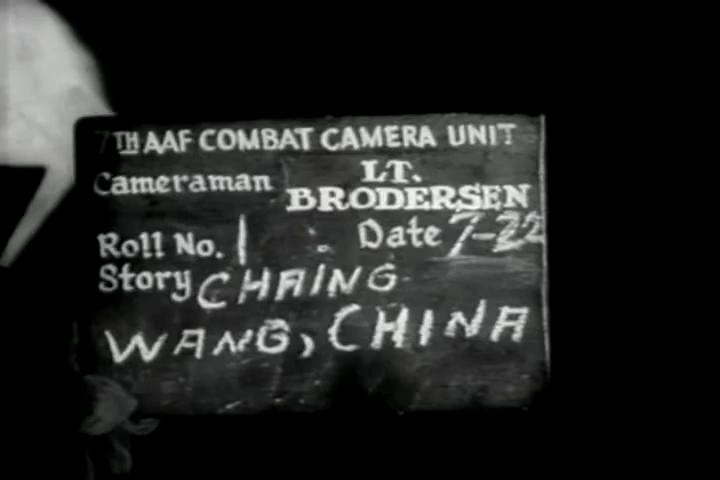 7TH AAF COMBAT CAMERA UNIT
Cameraman LT. BRODERSEN
Roll No. 1 Date 7-22
Story CHAING
WANG, CHINA